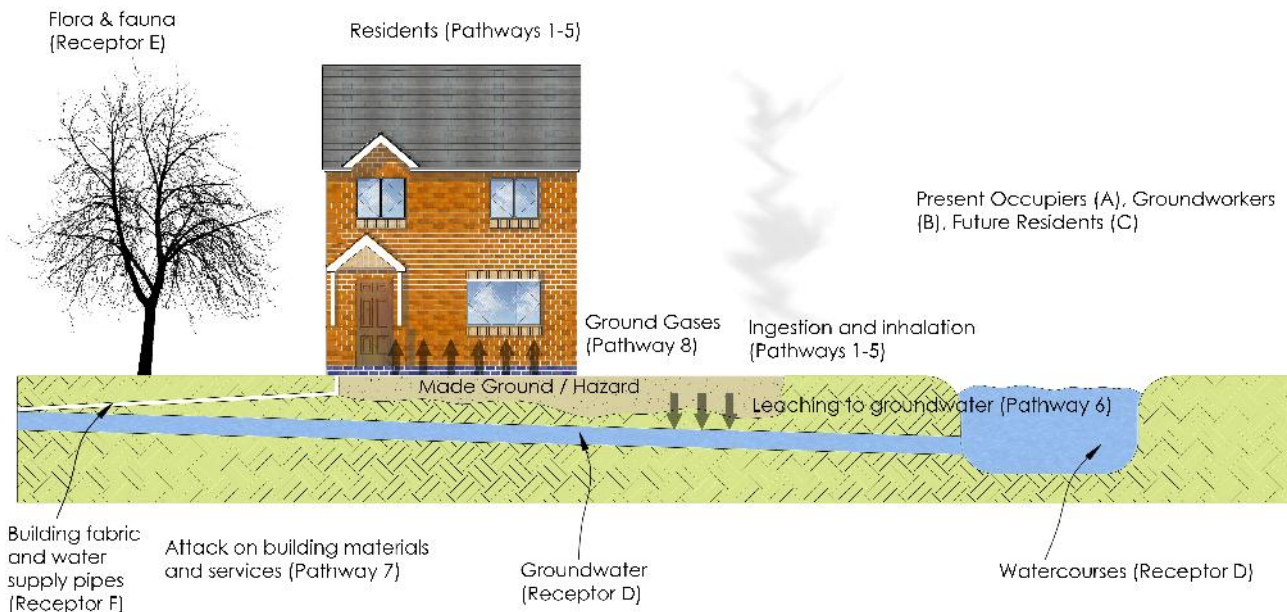 Flora & fauna
(Receptor E)
Residents (Pathways 1-5)
Present Occupiers (A), Groundworkers
(B), Future Residents (C)
Ground Gases
(Pathway 8)
Ingestion and inhalation
(Pathways 1-5)
Made Ground / Hazard
Leaching to groundwater (Pathway 6)
Building fabric
and water
supply pipes
(Receptor F)
Attack on building materials
and services (Pathway 7)
Groundwater
(Receptor D)
Watercourses (Receptor D)